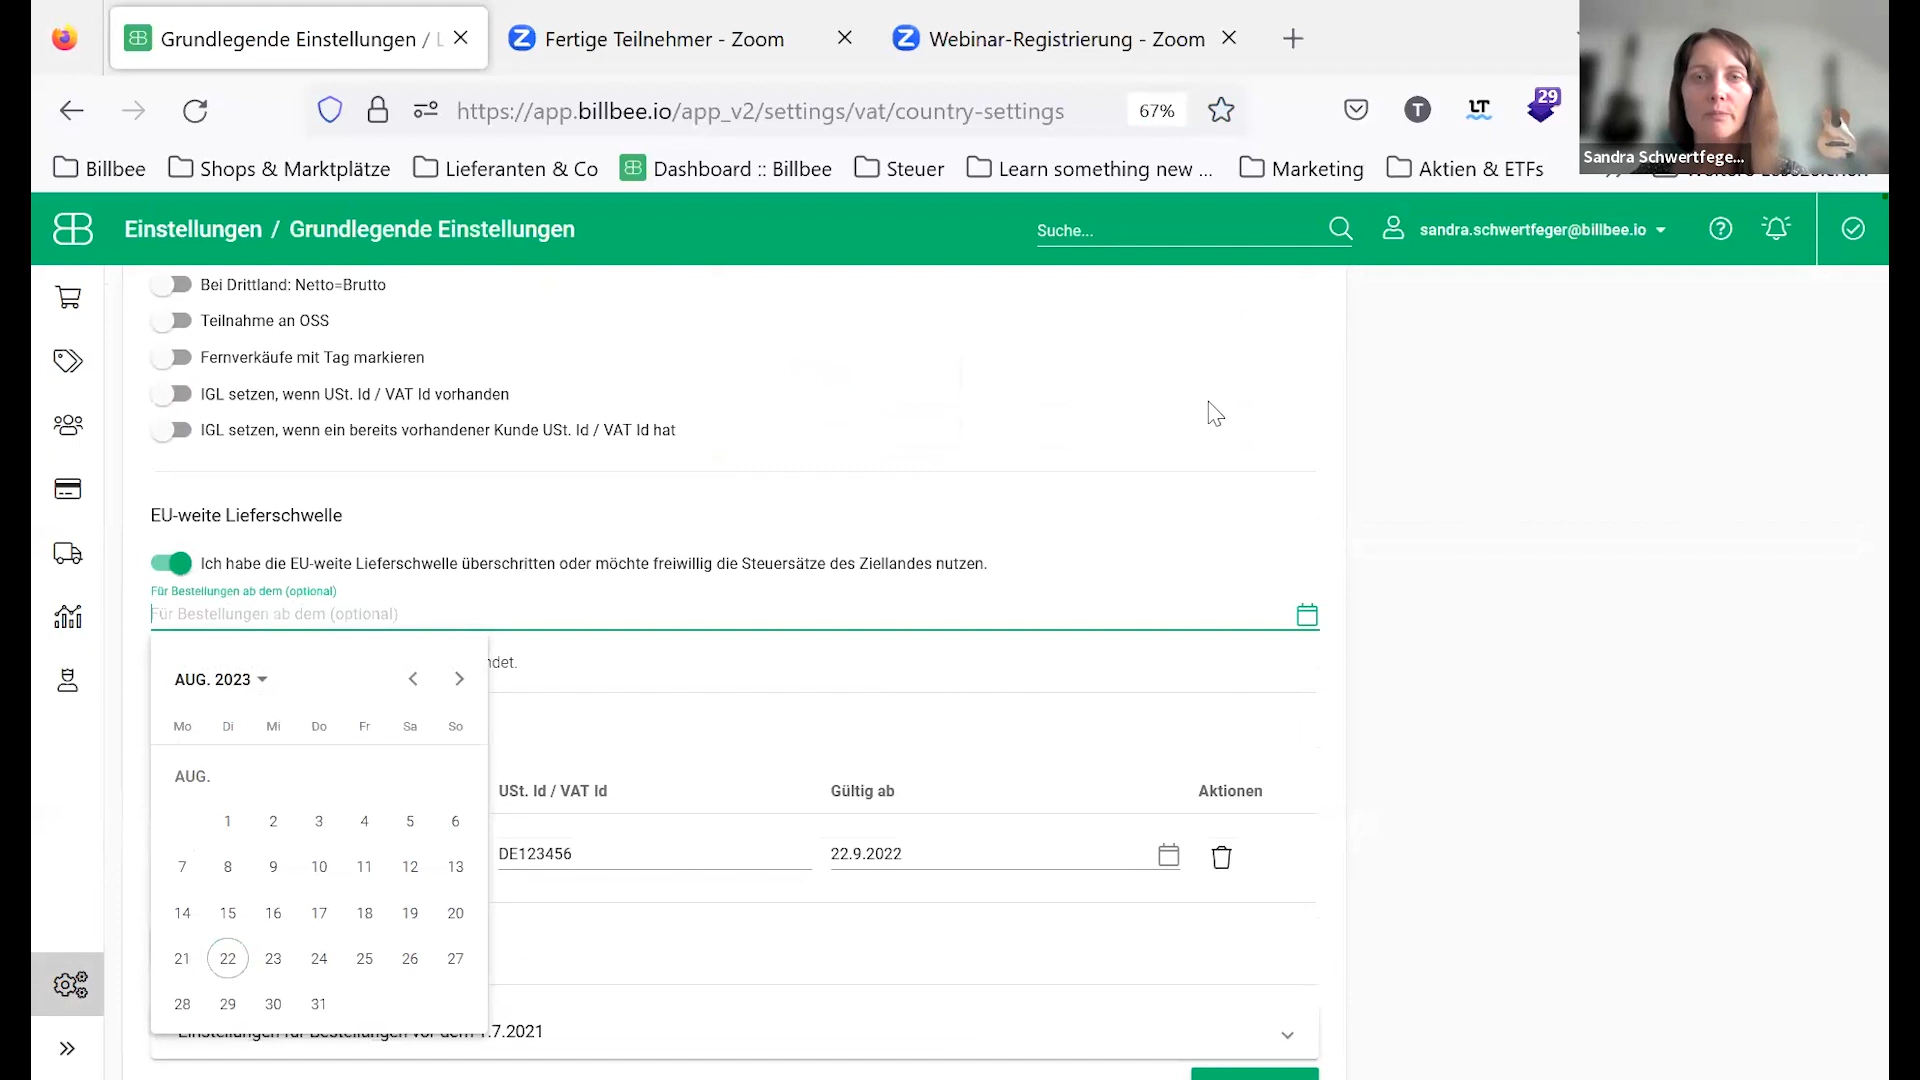 Grundlegende Einstellungen / L
Fertige Teilnehmer - Zoom
Webinar-Registrierung - Zoom
https://app.billbee.io/app_v2/settings/vat/country-settings
67%
T
LT
29
Sandra Schwertfege...
Billbee
Shops & Marktplätze
Lieferanten & Co
Dashboard :: Billbee
Steuer
Learn something new ...
Marketing
Aktien & ETFs
Einstellungen / Grundlegende Einstellungen
Suche...
sandra.schwertfeger@billbee.io
Bei Drittland: Netto=Brutto
Teilnahme an OSS
Fernverkäufe mit Tag markieren
IGL setzen, wenn USt. Id / VAT Id vorhanden
IGL setzen, wenn ein bereits vorhandener Kunde USt. Id / VAT Id hat
EU-weite Lieferschwelle
Ich habe die EU-weite Lieferschwelle überschritten oder möchte freiwillig die Steuersätze des Ziellandes nutzen.
Für Bestellungen ab dem (optional)
Für Bestellungen ab dem (optional)
ndet.
AUG. 2023
Mo Di Mi Do Fr Sa So
AUG.
1 2 3 4 5 6
7 8 9 10 11 12 13
14 15 16 17 18 19 20
21 22 23 24 25 26 27
28 29 30 31
USt. Id / VAT Id
Gültig ab
Aktionen
DE123456
22.9.2022
Einstellungen für Bestellungen vor dem 1.7.2021